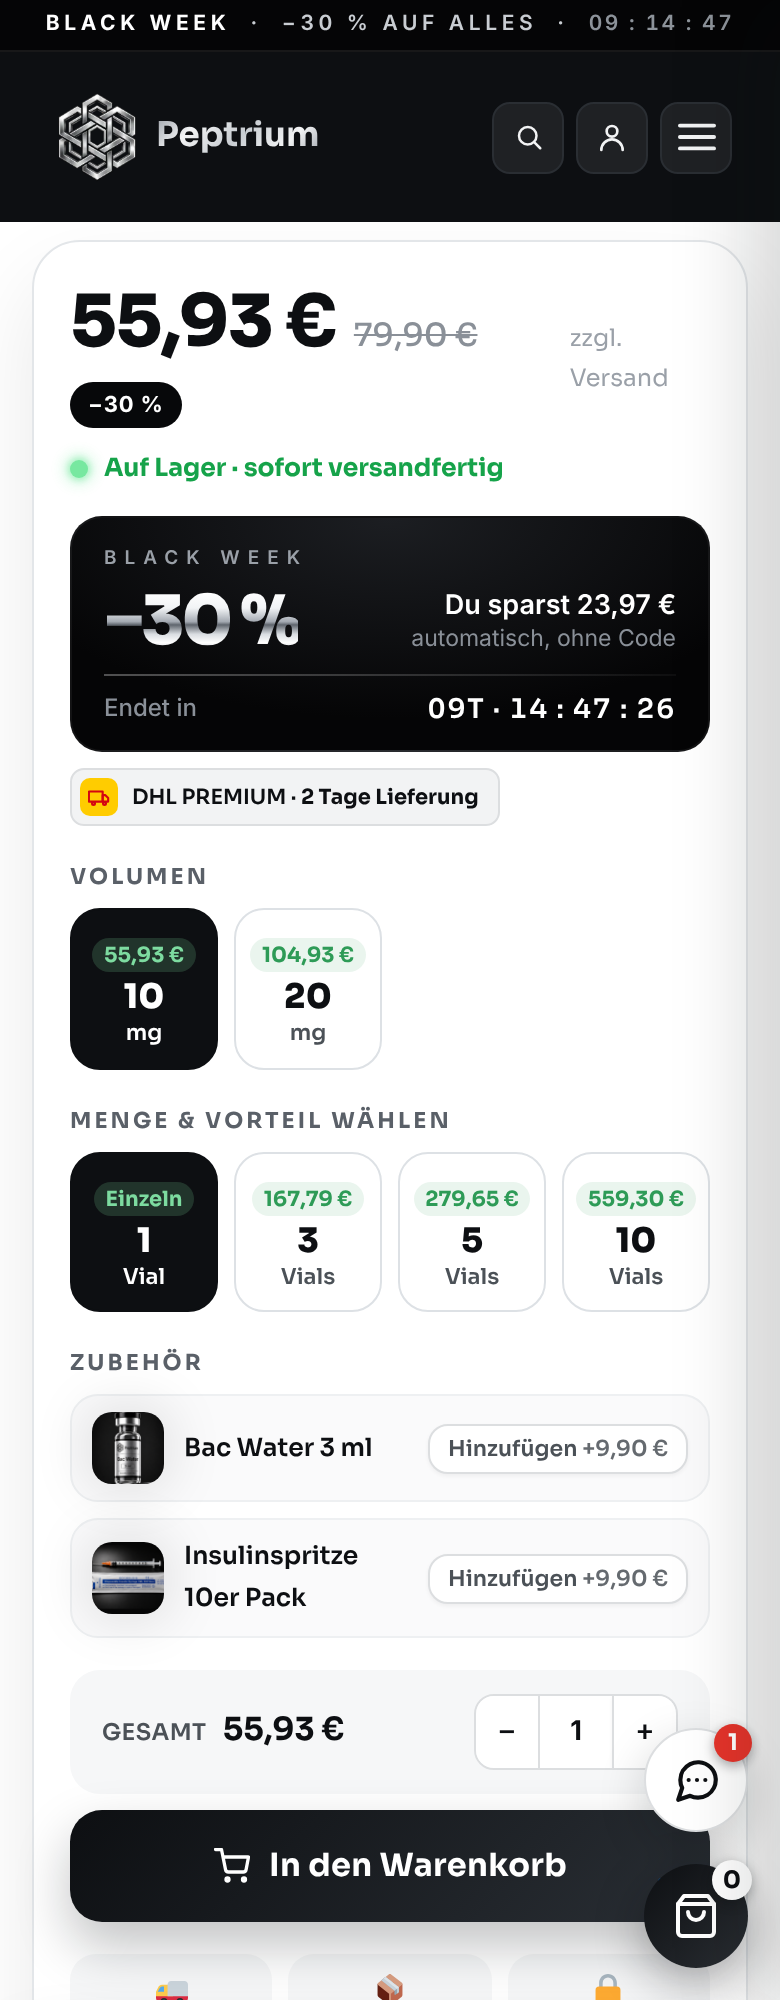 BLACK WEEK · −30 % AUF ALLES · 09 : 14 : 47
Peptrium
55,93 € 79,90 € zzgl. Versand
−30 %
Auf Lager · sofort versandfertig
BLACK WEEK
−30 %
Du sparst 23,97 €
automatisch, ohne Code
Endet in 09T · 14 : 47 : 26
DHL PREMIUM · 2 Tage Lieferung
VOLUMEN
55,93 € 104,93 €
10 20
mg mg
MENGE & VORTEIL WÄHLEN
Einzeln 167,79 € 279,65 € 559,30 €
1 3 5 10
Vial Vials Vials Vials
ZUBEHÖR
Bac Water 3 ml Hinzufügen +9,90 €
Insulinspritze
10er Pack
Hinzufügen +9,90 €
GESAMT 55,93 € − 1 +
1
In den Warenkorb
0